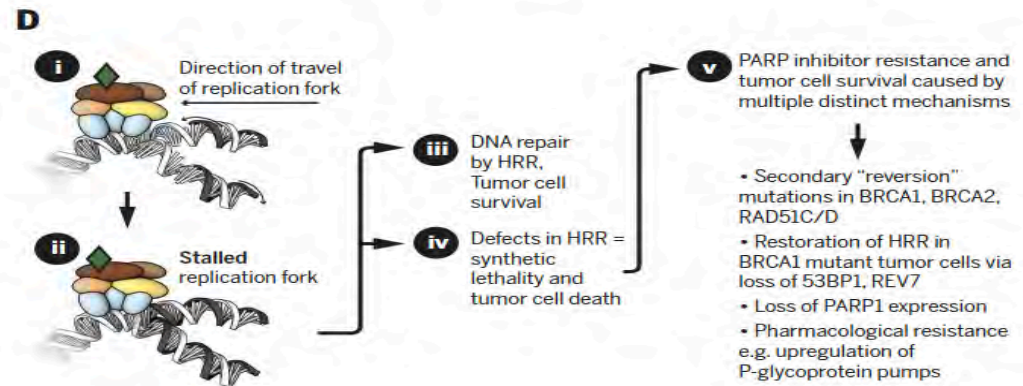 D
i
Direction of travel
of replication fork
ii
Stalled
replication fork
iii
DNA repair
by HRR,
Tumor cell
survival
iv
Defects in HRR =
synthetic
lethality and
tumor cell death
v
PARP inhibitor resistance and
tumor cell survival caused by
multiple distinct mechanisms
• Secondary “reversion”
mutations in BRCA1, BRCA2,
RAD51C/D
• Restoration of HRR in
BRCA1 mutant tumor cells via
loss of 53BP1, REV7
• Loss of PARP1 expression
• Pharmacological resistance
e.g. upregulation of
P-glycoprotein pumps